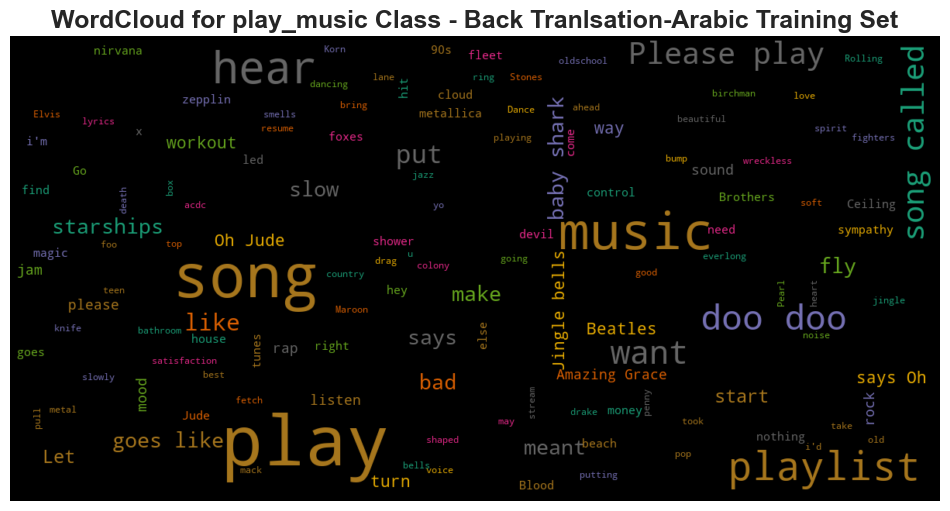 WordCloud for play_music Class - Back Tranlsation-Arabic Training Set
nirvana
Korn
90s
fleet
oldschool
Please play
Rolling
hear
dancing
lane
hit
ring
Stones
song called
zepplin
cloud
birchman
love
Elvis
smells
bring
metallica
Dance
ahead
lyrics
resume
baby shark
beautiful
i'm
x
workout
foxes
playing
come
way
spirit
fighters
led
put
bump
wreckless
Go
jazz
sound
find
death
box
slow
control
Brothers
soft
Ceiling
acdc
yo
starships
Oh Jude
shower
devil
music
need
sympathy
magic
foo
top
drag
u
going
everlong
jam
song
country
colony
good
fly
teen
hey
make
Jingle bells
Pearl
heart
jingle
please
Maroon
doo doo
knife
bathroom
like
says
else
Beatles
noise
goes
house
tunes
rap
right
want
satisfaction
slowly
best
bad
Amazing Grace
says Oh
mood
fetch
listen
stream
drake
money
penny
start
rock
pull
metal
Jude
play
may
took
take
goes like
shaped
meant
beach
nothing
i'd
old
Let
mack
bells
voice
pop
turn
Blood
putting
playlist